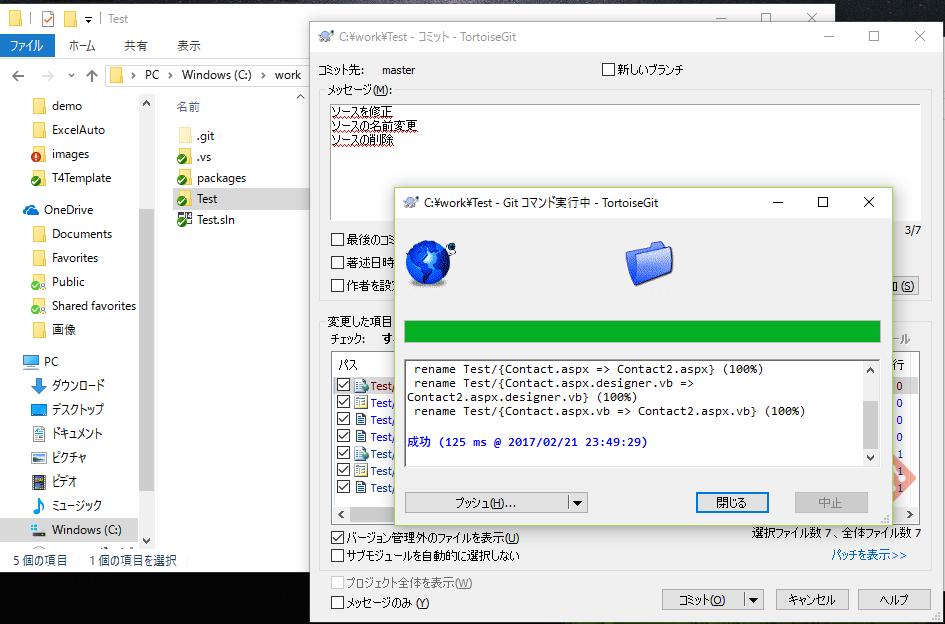 Test
ファイル
ホーム
共有
表示
PC
Windows (C:)
work
demo
ExcelAuto
images
T4Template
OneDrive
Documents
Favorites
Public
Shared favorites
画像
PC
ダウンロード
デスクトップ
ドキュメント
ピクチャ
ビデオ
ミュージック
Windows (C:)
名前
.git
.vs
packages
Test
Test.sln
5 個の項目 1 個の項目を選択
C:¥work¥Test - コミット - TortoiseGit
コミット先: master
新しいブランチ
メッセージ(M):
ソースを修正
ソースの名前変更
ソースの削除
3/7
最後のコミ
著述日時
作者を設定
(S)
変更した項目
チェック: す
ール
パス
行
Test/ 0
Test/ 0
Test/ 0
Test/ 0
Test/ 1
Test/ 1
Test/ 1
C:¥work¥Test - Git コマンド実行中 - TortoiseGit
rename Test/{Contact.aspx => Contact2.aspx} (100%)
rename Test/{Contact.aspx.designer.vb =>
Contact2.aspx.designer.vb} (100%)
rename Test/{Contact.aspx.vb => Contact2.aspx.vb} (100%)
成功 (125 ms @ 2017/02/21 23:49:29)
プッシュ(H)...
閉じる
中止
バージョン管理外のファイルを表示(U)
選択ファイル数 7 、全体ファイル数 7
サブモジュールを自動的に選択しない
パッチを表示>>
プロジェクト全体を表示(W)
メッセージのみ (Y)
コミット(O)
キャンセル
ヘルプ